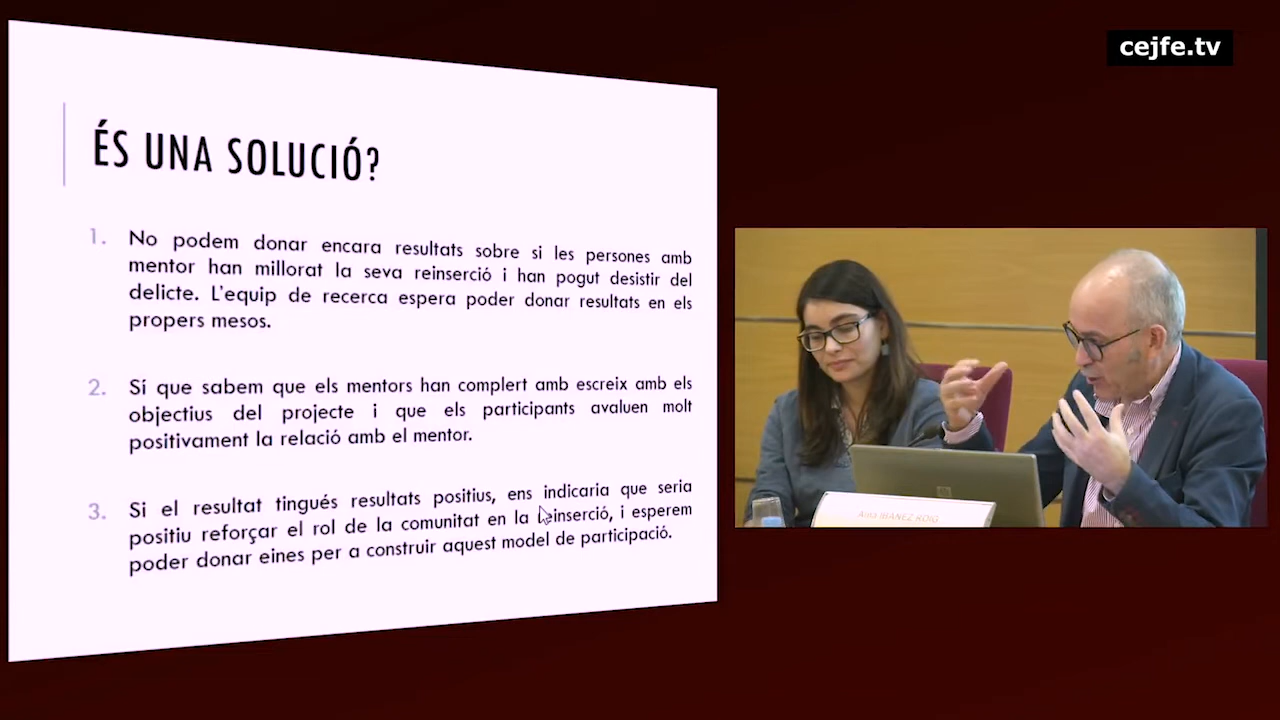 cejfe.tv
ÉS UNA SOLUCIÓ?
1. No podem donar encara resultats sobre si les persones amb
mentor han millorat la seva reinserció i han pogut desistir del
delicte. L'equip de recerca espera poder donar resultats en els
propers mesos.
2. Si que sabem que els mentors han complert amb escreix amb els
objectius del projecte i que els participants avaluen molt
positivament la relació amb el mentor.
3. Si el resultat tingués resultats positius, ens indicaria que seria
positiu reforçar el rol de la comunitat en la reinserció, i esperem
poder donar eines per a construir aquest model de participació.
IBÁÑEZ ROIG